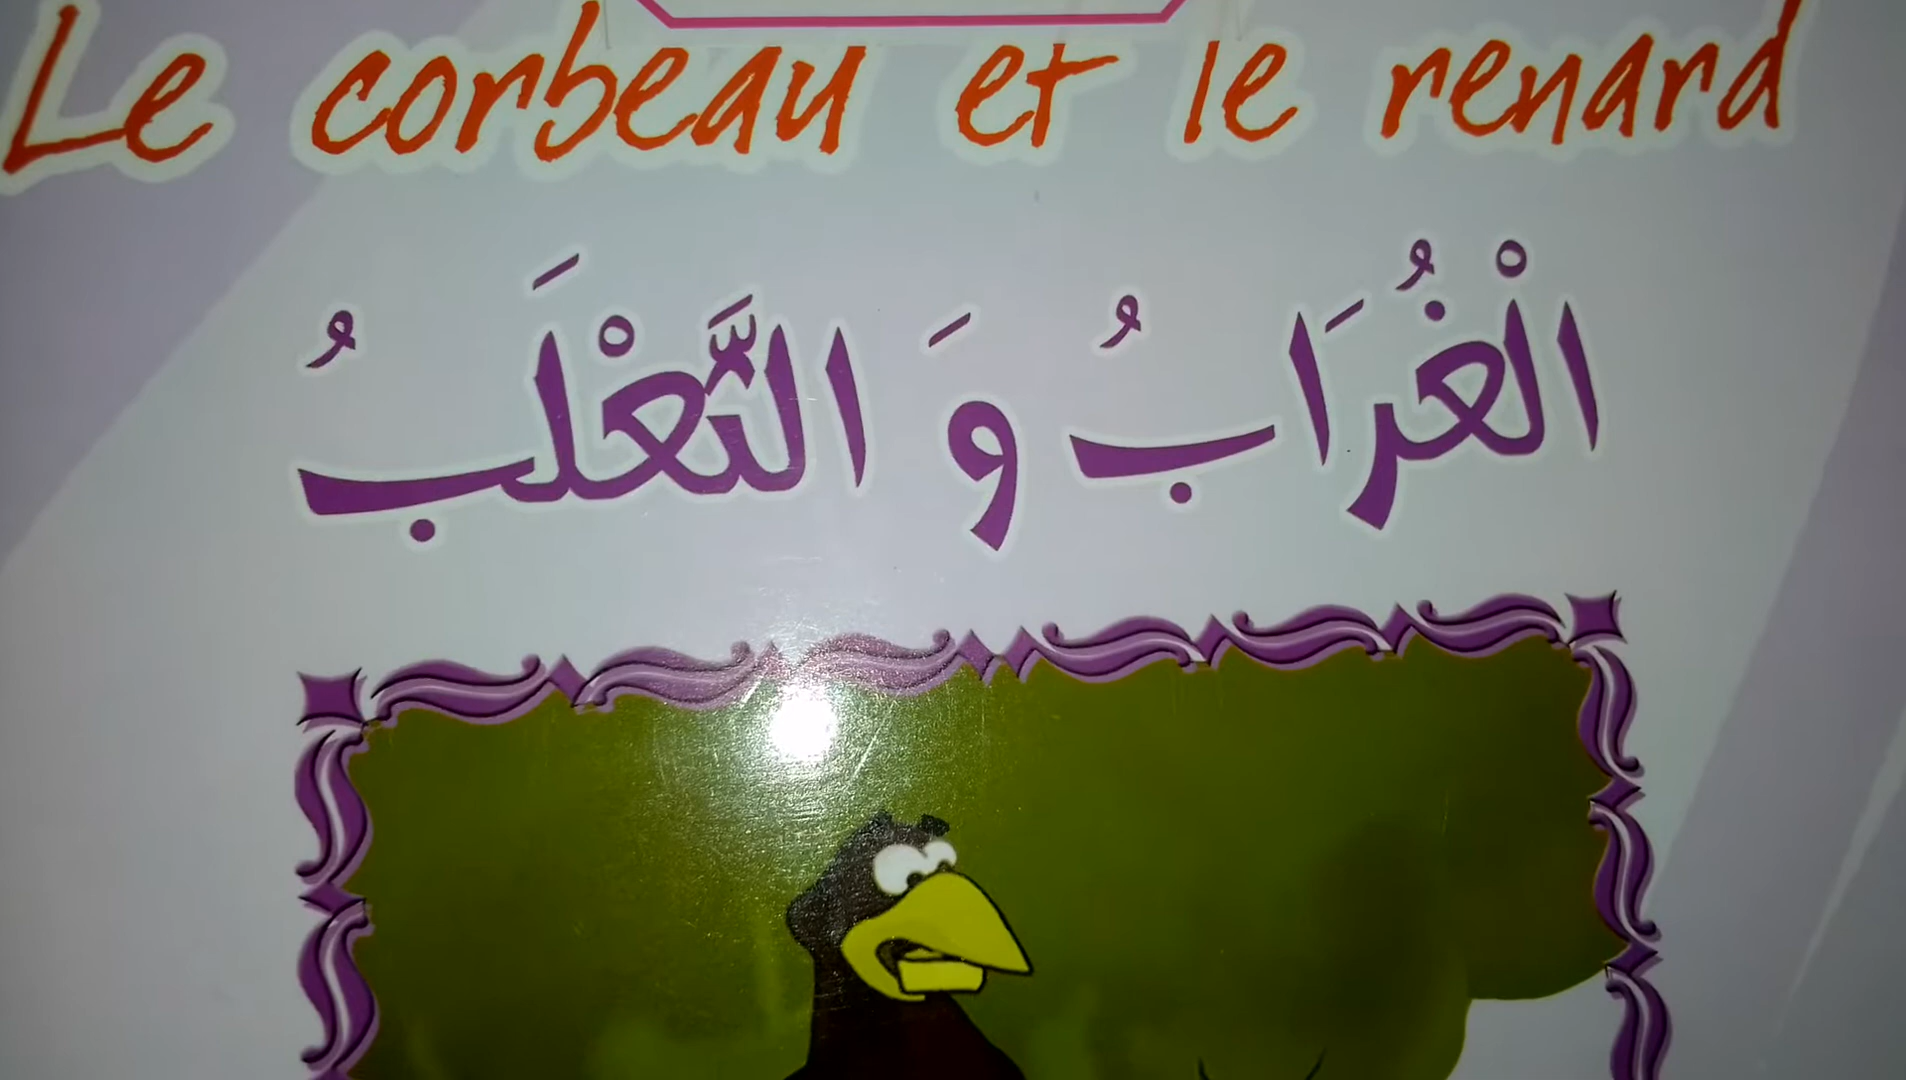 Le corbeau et le renard
الْغُرَابُ وَ الثَّعْلَبُ